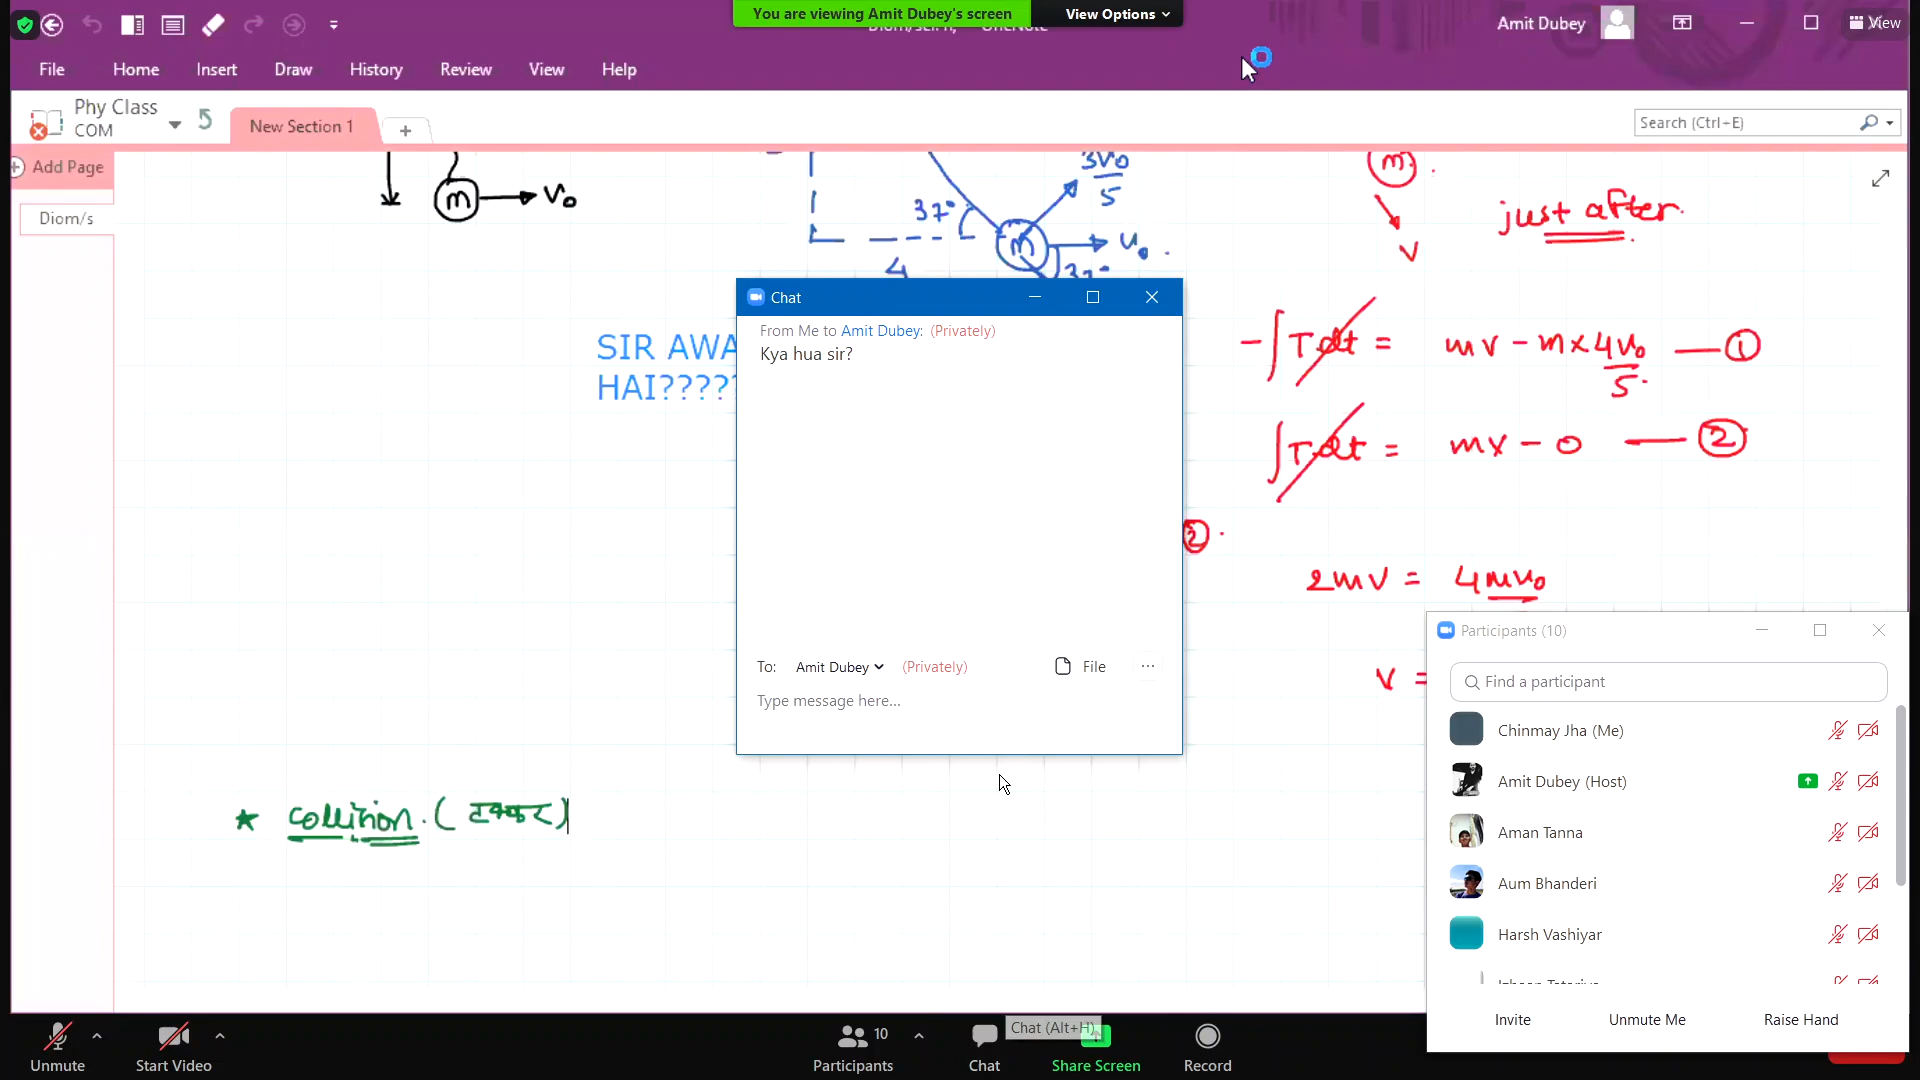 You are viewing Amit Dubey's screen
View Options
Amit Dubey
View
File Home Insert Draw History Review View Help
Phy Class
COM
New Section 1
Search (Ctrl+E)
Add Page
Diom/s
m → v₀
3v₀/5
37°
m → u₀
4
37°
m
v
just after
SIR AWA
HAI????
-∫Tdt = mv - m×4u₀/5 — ①
∫Tdt = mv - 0 — ②
②
2mv = 4mu₀
v =
★ collision. (टक्कर)
Chat
From Me to Amit Dubey: (Privately)
Kya hua sir?
To: Amit Dubey (Privately) File ...
Type message here...
Participants (10)
Find a participant
Chinmay Jha (Me)
Amit Dubey (Host)
Aman Tanna
Aum Bhanderi
Harsh Vashiyar
Invite Unmute Me Raise Hand
Chat (Alt+H)
Unmute Start Video Participants 10 Chat Share Screen Record